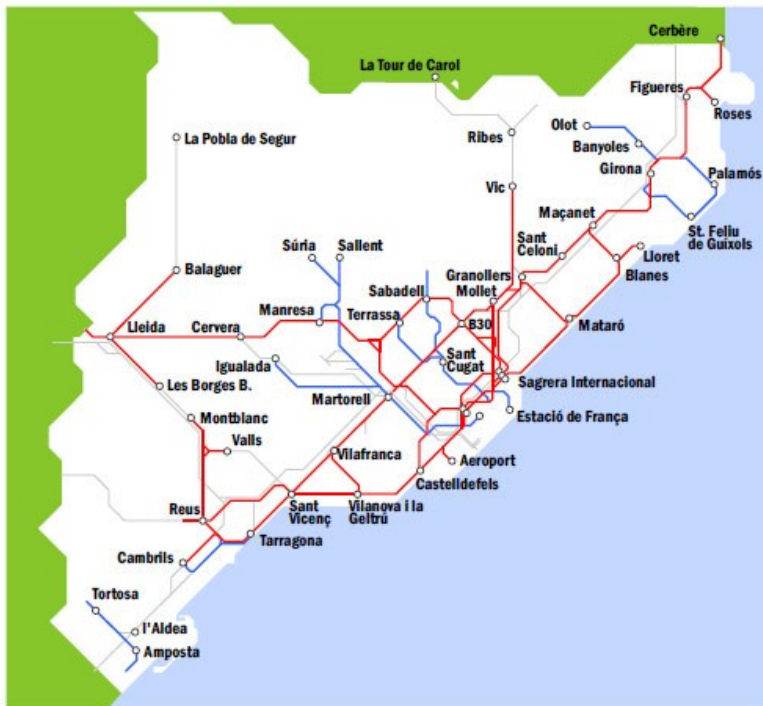 Cerbère
La Tour de Carol
Figueres
Roses
Olot
Ribes
La Pobla de Segur
Banyoles
Girona
Palamós
Vic
Maçanet
St. Feliu
de Guíxols
Sant
Celoni
Súria
Sallent
Lloret
Blanes
Balaguer
Granollers
Mollet
Sabadell
Manresa
Terrassa
B30
Mataró
Lleida
Cervera
Igualada
Sant
Cugat
Sagrera Internacional
Les Borges B.
Martorell
Montblanc
Estació de França
Valls
Vilafranca
Aeroport
Castelldefels
Reus
Sant
Vicenç
Vilanova i la
Geltrú
Tarragona
Cambrils
Tortosa
l'Aldea
Amposta